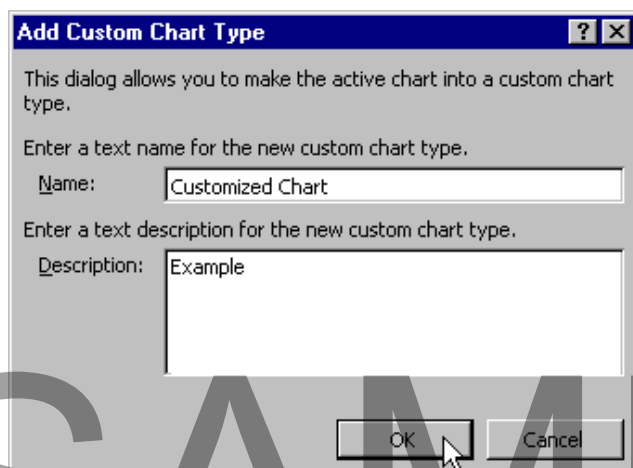 Add Custom Chart Type
This dialog allows you to make the active chart into a custom chart
type.
Enter a text name for the new custom chart type.
Name: Customized Chart
Enter a text description for the new custom chart type.
Description: Example
OK Cancel
CAM